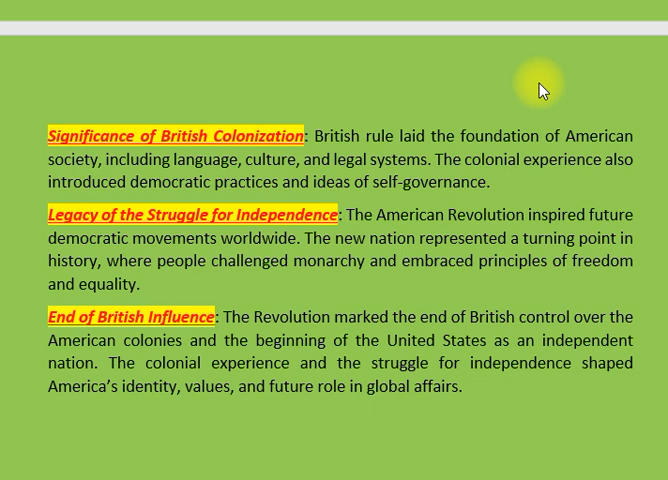 Significance of British Colonization: British rule laid the foundation of American
society, including language, culture, and legal systems. The colonial experience also
introduced democratic practices and ideas of self-governance.
Legacy of the Struggle for Independence: The American Revolution inspired future
democratic movements worldwide. The new nation represented a turning point in
history, where people challenged monarchy and embraced principles of freedom
and equality.
End of British Influence: The Revolution marked the end of British control over the
American colonies and the beginning of the United States as an independent
nation. The colonial experience and the struggle for independence shaped
America’s identity, values, and future role in global affairs.